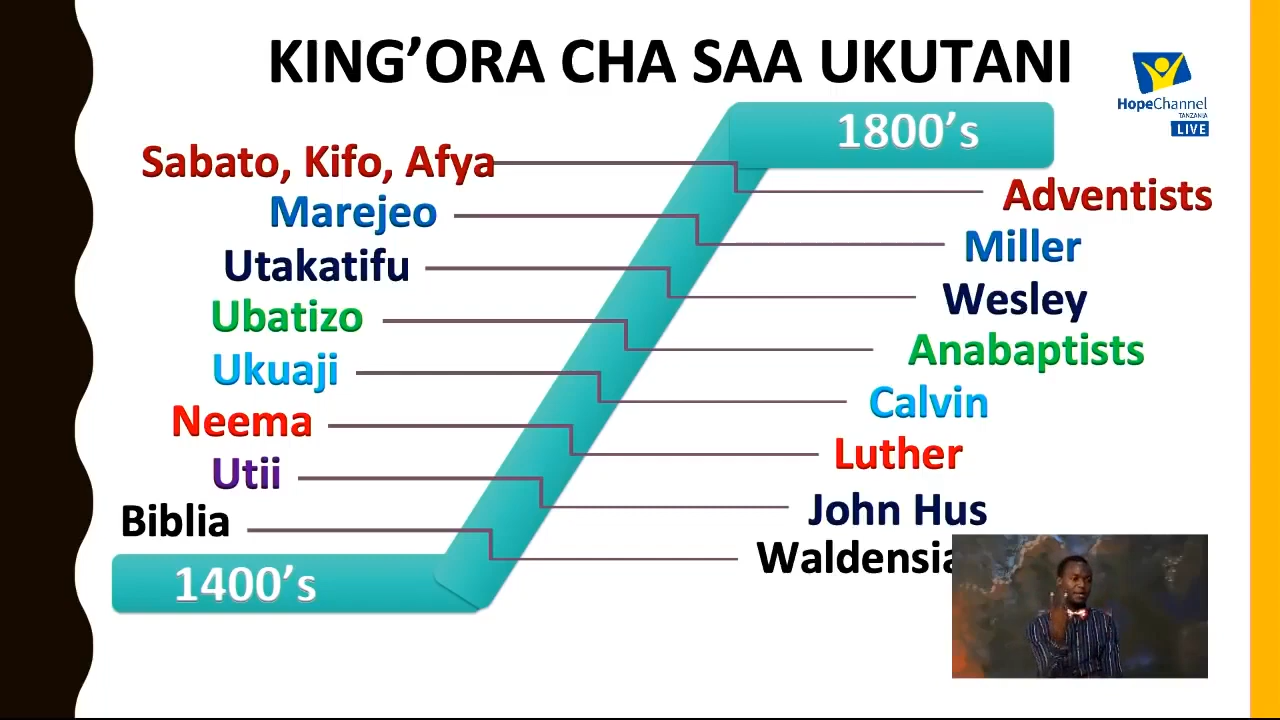 KING’ORA CHA SAA UKUTANI
HopeChannel
TANZANIA
LIVE
1800’s
Sabato, Kifo, Afya
Adventists
Marejeo
Miller
Utakatifu
Wesley
Ubatizo
Anabaptists
Ukuaji
Calvin
Neema
Luther
Utii
John Hus
Biblia
1400’s